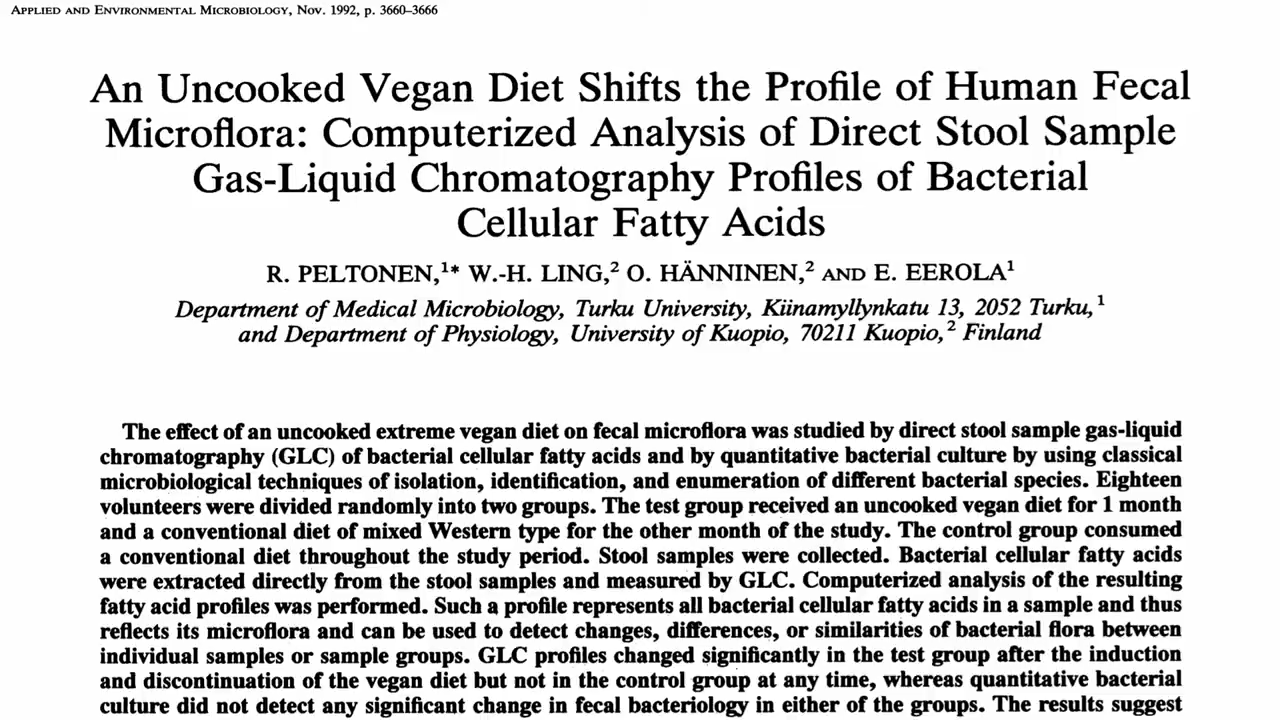 APPLIED AND ENVIRONMENTAL MICROBIOLOGY, Nov. 1992, p. 3660–3666
An Uncooked Vegan Diet Shifts the Profile of Human Fecal
Microflora: Computerized Analysis of Direct Stool Sample
Gas-Liquid Chromatography Profiles of Bacterial
Cellular Fatty Acids
R. PELTONEN,¹* W.-H. LING,² O. HÄNNINEN,² AND E. EEROLA¹
Department of Medical Microbiology, Turku University, Kiinamyllynkatu 13, 2052 Turku,¹
and Department of Physiology, University of Kuopio, 70211 Kuopio,² Finland
The effect of an uncooked extreme vegan diet on fecal microflora was studied by direct stool sample gas-liquid
chromatography (GLC) of bacterial cellular fatty acids and by quantitative bacterial culture by using classical
microbiological techniques of isolation, identification, and enumeration of different bacterial species. Eighteen
volunteers were divided randomly into two groups. The test group received an uncooked vegan diet for 1 month
and a conventional diet of mixed Western type for the other month of the study. The control group consumed
a conventional diet throughout the study period. Stool samples were collected. Bacterial cellular fatty acids
were extracted directly from the stool samples and measured by GLC. Computerized analysis of the resulting
fatty acid profiles was performed. Such a profile represents all bacterial cellular fatty acids in a sample and thus
reflects its microflora and can be used to detect changes, differences, or similarities of bacterial flora between
individual samples or sample groups. GLC profiles changed significantly in the test group after the induction
and discontinuation of the vegan diet but not in the control group at any time, whereas quantitative bacterial
culture did not detect any significant change in fecal bacteriology in either of the groups. The results suggest